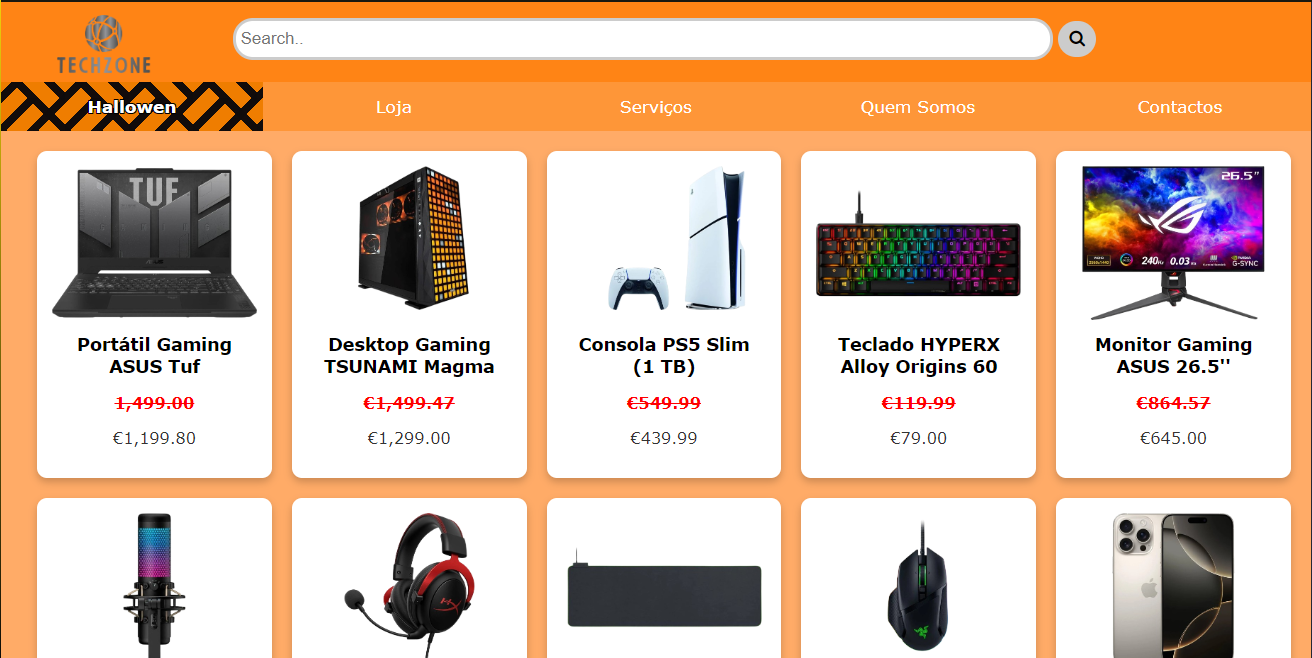 TECHZONE
Search..
Hallowen
Loja
Serviços
Quem Somos
Contactos
TUF
26.5"
240Hz 0.03
G-SYNC
Portátil Gaming
ASUS Tuf
1,499.00
€1,199.80
Desktop Gaming
TSUNAMI Magma
€1,499.47
€1,299.00
Consola PS5 Slim
(1 TB)
€549.99
€439.99
Teclado HYPERX
Alloy Origins 60
€119.99
€79.00
Monitor Gaming
ASUS 26.5''
€864.57
€645.00